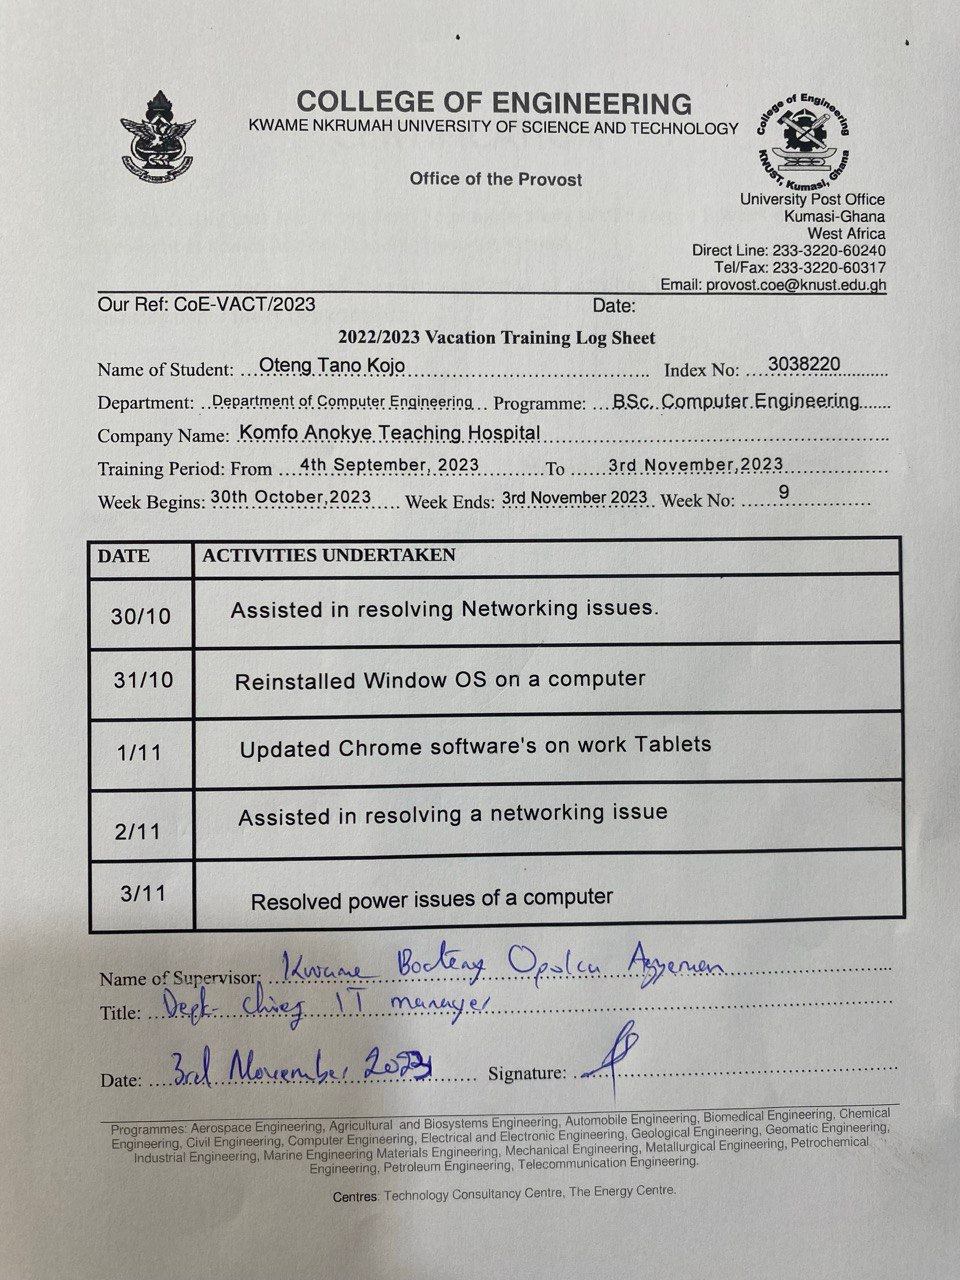 COLLEGE OF ENGINEERING
KWAME NKRUMAH UNIVERSITY OF SCIENCE AND TECHNOLOGY
College of Engineering
KNUST, Kumasi, Ghana
Office of the Provost
University Post Office
Kumasi-Ghana
West Africa
Direct Line: 233-3220-60240
Tel/Fax: 233-3220-60317
Email: provost.coe@knust.edu.gh
Our Ref: CoE-VACT/2023 Date:
2022/2023 Vacation Training Log Sheet
Name of Student: Oteng Tano Kojo Index No: 3038220
Department: Department of Computer Engineering Programme: BSc. Computer Engineering
Company Name: Komfo Anokye Teaching Hospital
Training Period: From 4th September, 2023 To 3rd November,2023
Week Begins: 30th October,2023 Week Ends: 3rd November 2023 Week No: 9
DATE ACTIVITIES UNDERTAKEN
30/10 Assisted in resolving Networking issues.
31/10 Reinstalled Window OS on a computer
1/11 Updated Chrome software's on work Tablets
2/11 Assisted in resolving a networking issue
3/11 Resolved power issues of a computer
Name of Supervisor: Kwame Boateng Opoku Agyeman
Title: Dept- Chief IT manager
Date: 3rd November 2023 Signature:
Programmes: Aerospace Engineering, Agricultural and Biosystems Engineering, Automobile Engineering, Biomedical Engineering, Chemical
Engineering, Civil Engineering, Computer Engineering, Electrical and Electronic Engineering, Geological Engineering, Geomatic Engineering,
Industrial Engineering, Marine Engineering Materials Engineering, Mechanical Engineering, Metallurgical Engineering, Petrochemical
Engineering, Petroleum Engineering, Telecommunication Engineering.
Centres: Technology Consultancy Centre, The Energy Centre.